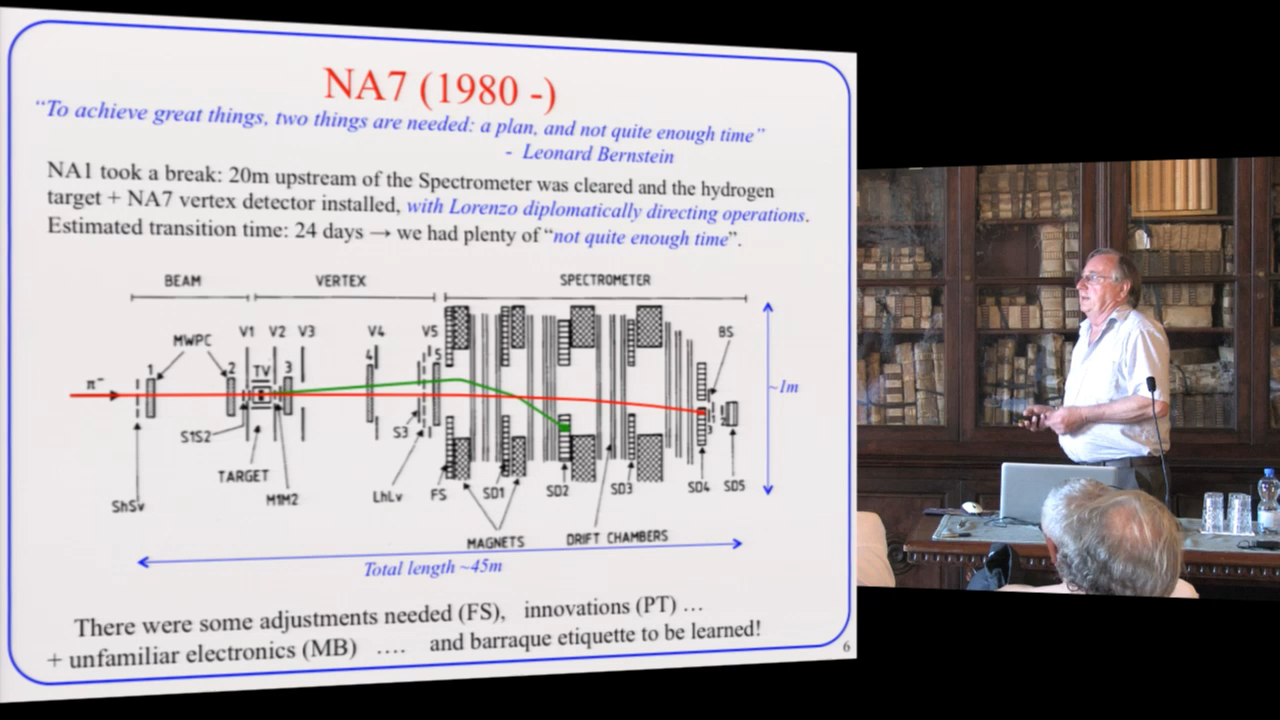 NA7 (1980 -)
“To achieve great things, two things are needed: a plan, and not quite enough time”
- Leonard Bernstein
NA1 took a break: 20m upstream of the Spectrometer was cleared and the hydrogen
target + NA7 vertex detector installed, with Lorenzo diplomatically directing operations.
Estimated transition time: 24 days → we had plenty of “not quite enough time”.
BEAM VERTEX SPECTROMETER
MWPC V1 V2 V3 V4 V5 BS
1 2 TV 3 4 5
π⁻
~1m
S1S2 S3
TARGET
ShSv M1M2 LhLv FS SD1 SD2 SD3 SD4 SD5
MAGNETS DRIFT CHAMBERS
Total length ~45m
There were some adjustments needed (FS), innovations (PT) …
+ unfamiliar electronics (MB) …. and barraque etiquette to be learned!
6